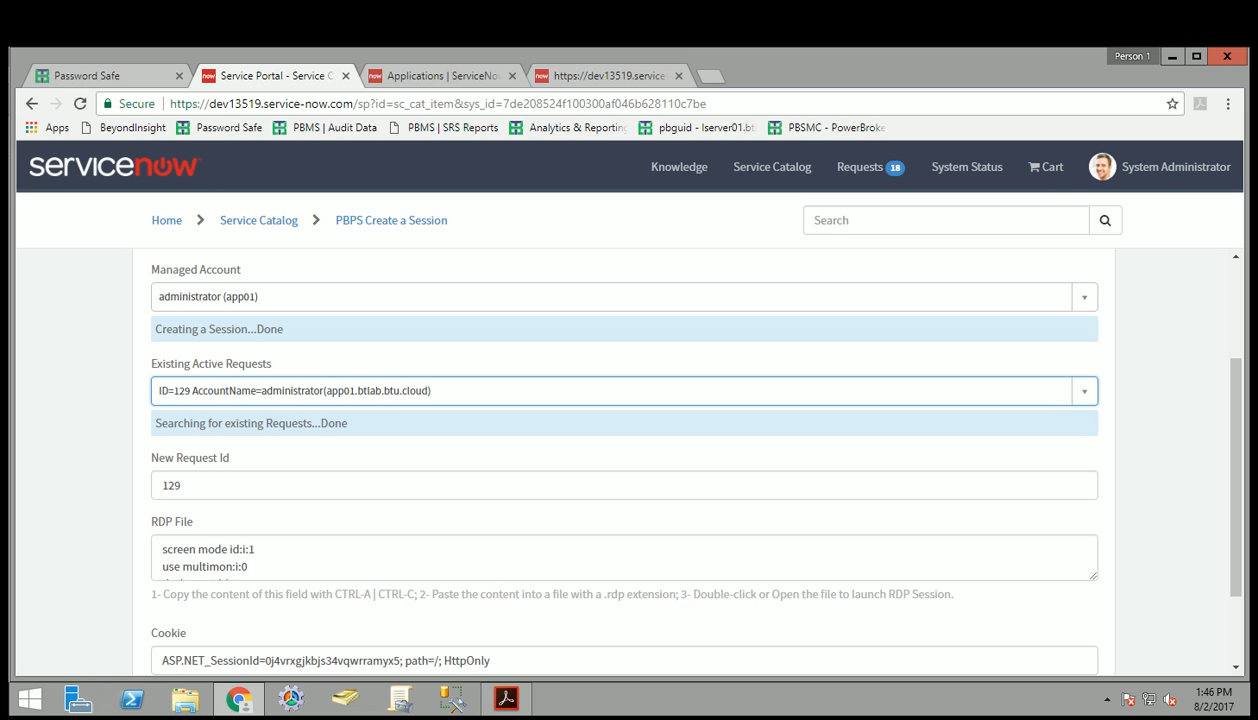 Person 1
Password Safe
Service Portal - Service C
Applications | ServiceNo
https://dev13519.service-
Secure
https://dev13519.service-now.com/sp?id=sc_cat_item&sys_id=7de208524f100300af046b628110c7be
Apps
BeyondInsight
Password Safe
PBMS | Audit Data
PBMS | SRS Reports
Analytics & Reporting
pbguid - lserver01.bt
PBSMC - PowerBroke
servicenow
Knowledge
Service Catalog
Requests 18
System Status
Cart
System Administrator
Home
Service Catalog
PBPS Create a Session
Search
Managed Account
administrator (app01)
Creating a Session...Done
Existing Active Requests
ID=129 AccountName=administrator(app01.btlab.btu.cloud)
Searching for existing Requests...Done
New Request Id
129
RDP File
screen mode id:i:1
use multimon:i:0
1- Copy the content of this field with CTRL-A | CTRL-C; 2- Paste the content into a file with a .rdp extension; 3- Double-click or Open the file to launch RDP Session.
Cookie
ASP.NET_SessionId=0j4vrxgjkbjs34vqwrramyx5; path=/; HttpOnly
1:46 PM
8/2/2017